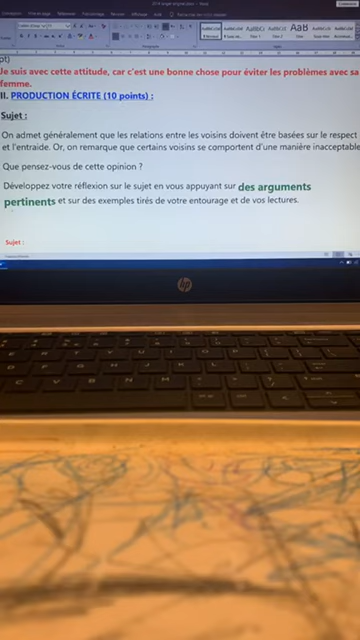 pt)
Je suis avec cette attitude, car c'est une bonne chose pour éviter les problèmes avec sa
femme.
II. PRODUCTION ÉCRITE (10 points) :
Sujet :
On admet généralement que les relations entre les voisins doivent être basées sur le respect
et l'entraide. Or, on remarque que certains voisins se comportent d'une manière inacceptable
Que pensez-vous de cette opinion ?
Développez votre réflexion sur le sujet en vous appuyant sur des arguments
pertinents et sur des exemples tirés de votre entourage et de vos lectures.
Sujet :
hp